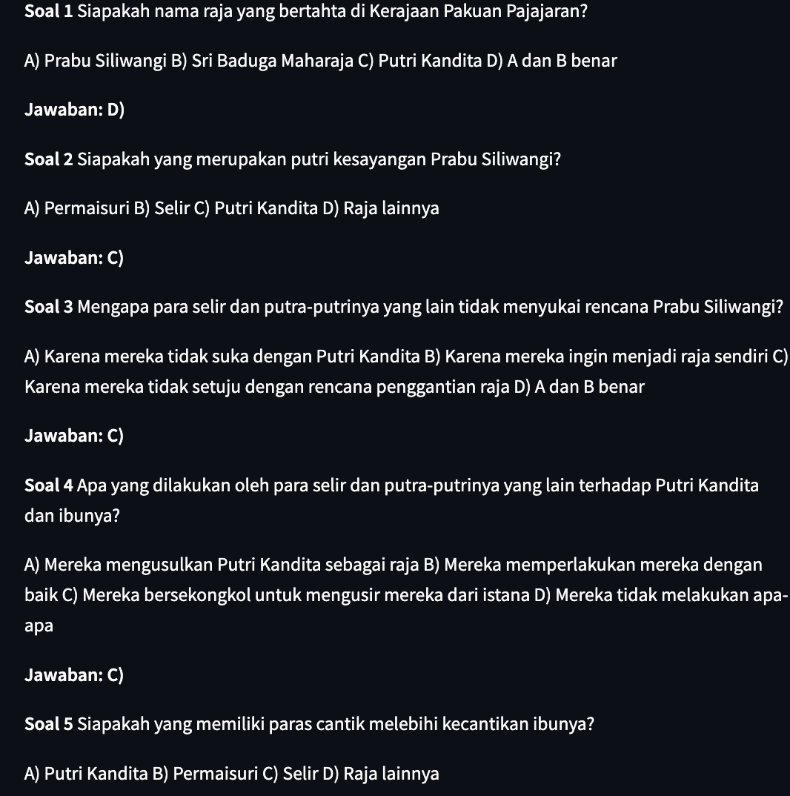 Soal 1 Siapakah nama raja yang bertahta di Kerajaan Pakuan Pajajaran?
A) Prabu Siliwangi B) Sri Baduga Maharaja C) Putri Kandita D) A dan B benar
Jawaban: D)
Soal 2 Siapakah yang merupakan putri kesayangan Prabu Siliwangi?
A) Permaisuri B) Selir C) Putri Kandita D) Raja lainnya
Jawaban: C)
Soal 3 Mengapa para selir dan putra-putrinya yang lain tidak menyukai rencana Prabu Siliwangi?
A) Karena mereka tidak suka dengan Putri Kandita B) Karena mereka ingin menjadi raja sendiri C)
Karena mereka tidak setuju dengan rencana penggantian raja D) A dan B benar
Jawaban: C)
Soal 4 Apa yang dilakukan oleh para selir dan putra-putrinya yang lain terhadap Putri Kandita
dan ibunya?
A) Mereka mengusulkan Putri Kandita sebagai raja B) Mereka memperlakukan mereka dengan
baik C) Mereka bersekongkol untuk mengusir mereka dari istana D) Mereka tidak melakukan apa-
apa
Jawaban: C)
Soal 5 Siapakah yang memiliki paras cantik melebihi kecantikan ibunya?
A) Putri Kandita B) Permaisuri C) Selir D) Raja lainnya